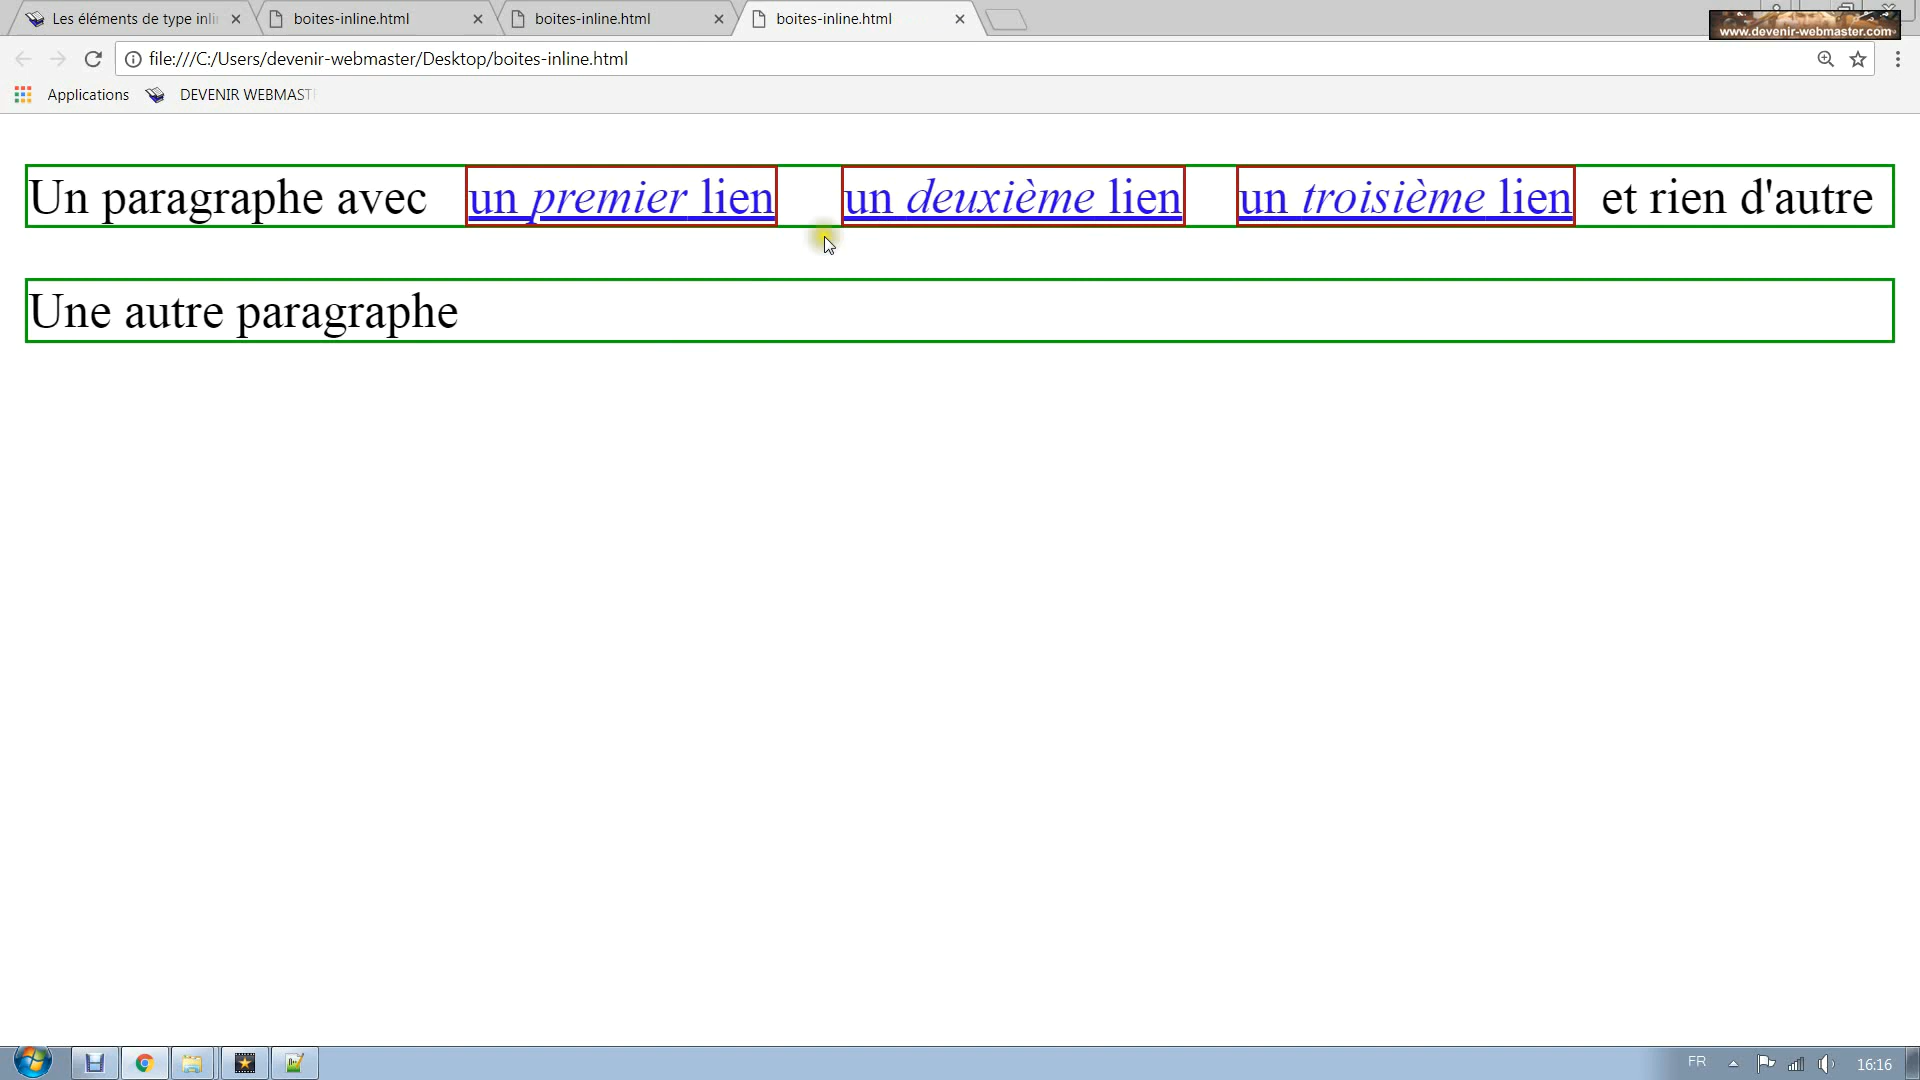 Les éléments de type inli
boites-inline.html
boites-inline.html
boites-inline.html
www.devenir-webmaster.com
file:///C:/Users/devenir-webmaster/Desktop/boites-inline.html
Applications
DEVENIR WEBMAST
Un paragraphe avec un premier lien un deuxième lien un troisième lien et rien d'autre
Une autre paragraphe
FR
16:16